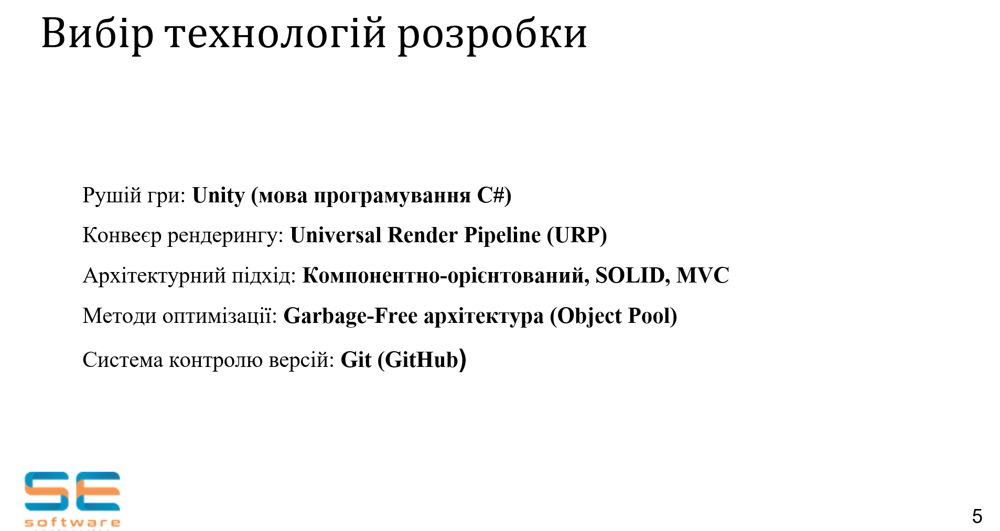 Вибір технологій розробки
Рушій гри: Unity (мова програмування C#)
Конвеєр рендерингу: Universal Render Pipeline (URP)
Архітектурний підхід: Компонентно-орієнтований, SOLID, MVC
Методи оптимізації: Garbage-Free архітектура (Object Pool)
Система контролю версій: Git (GitHub)
SE
software
5